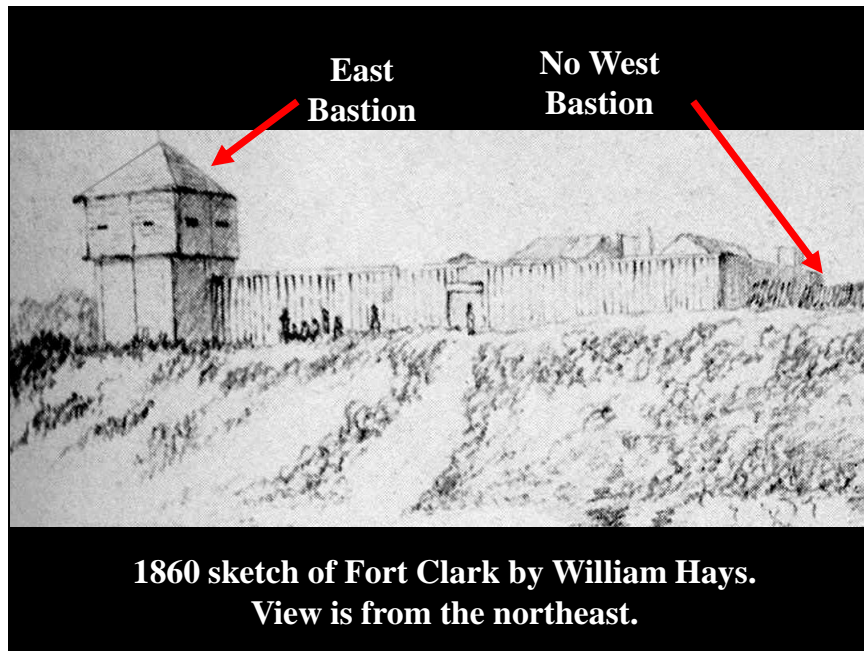 East
Bastion
No West
Bastion
1860 sketch of Fort Clark by William Hays.
View is from the northeast.